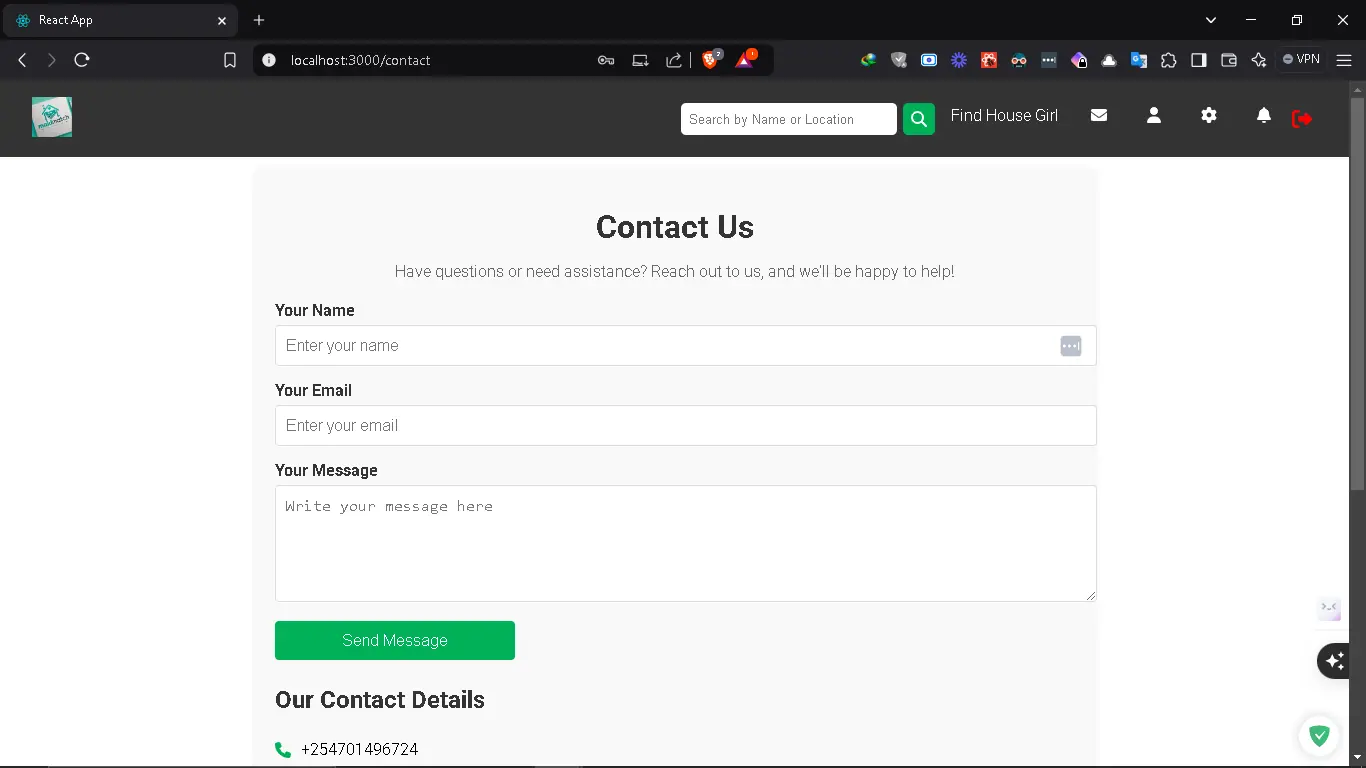 React App
localhost:3000/contact
2
1
VPN
Search by Name or Location
Find House Girl
Contact Us
Have questions or need assistance? Reach out to us, and we'll be happy to help!
Your Name
Enter your name
Your Email
Enter your email
Your Message
Write your message here
Send Message
Our Contact Details
+254701496724